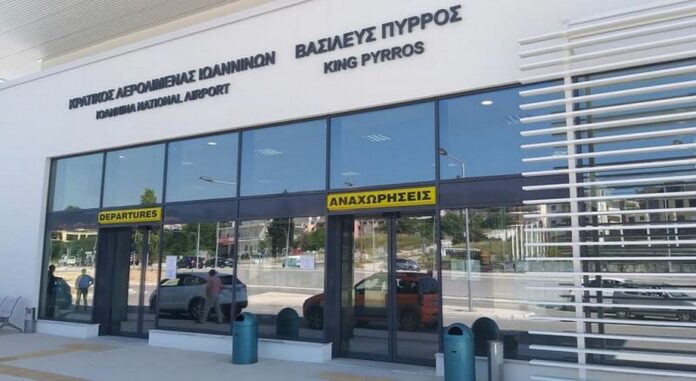 ΚΡΑΤΙΚΟΣ ΑΕΡΟΛΙΜΕΝΑΣ ΙΩΑΝΝΙΝΩΝ
IOANNINA NATIONAL AIRPORT
ΒΑΣΙΛΕΥΣ ΠΥΡΡΟΣ
KING PYRROS
DEPARTURES
ΑΝΑΧΩΡΗΣΕΙΣ